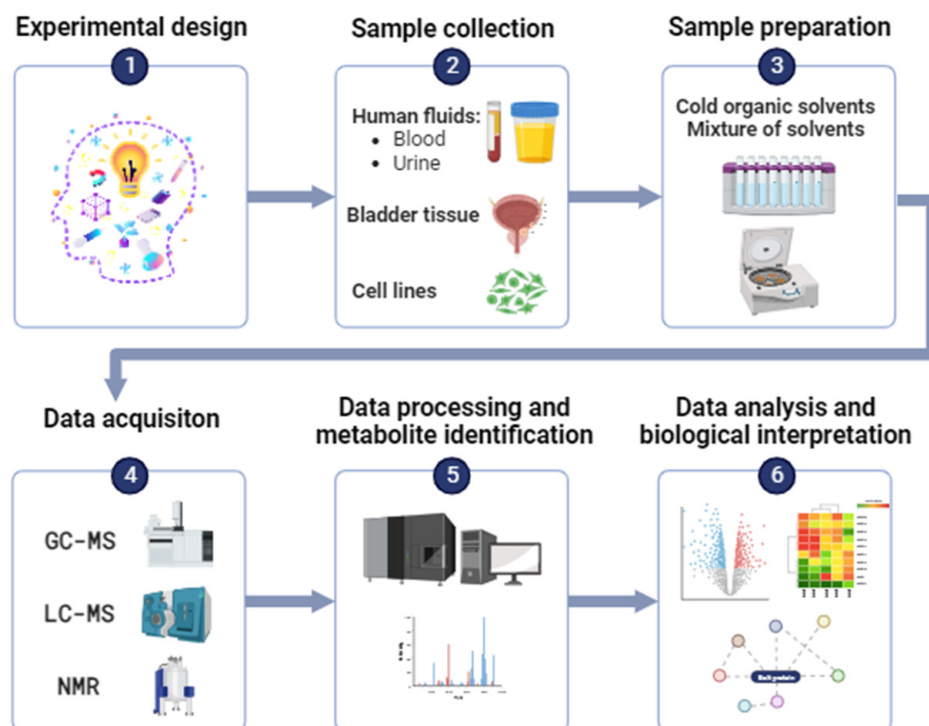 Experimental design
1
Sample collection
2
Human fluids:
• Blood
• Urine
Bladder tissue
Cell lines
Sample preparation
3
Cold organic solvents
Mixture of solvents
Data acquisiton
4
GC-MS
LC-MS
NMR
Data processing and
metabolite identification
5
Data analysis and
biological interpretation
6